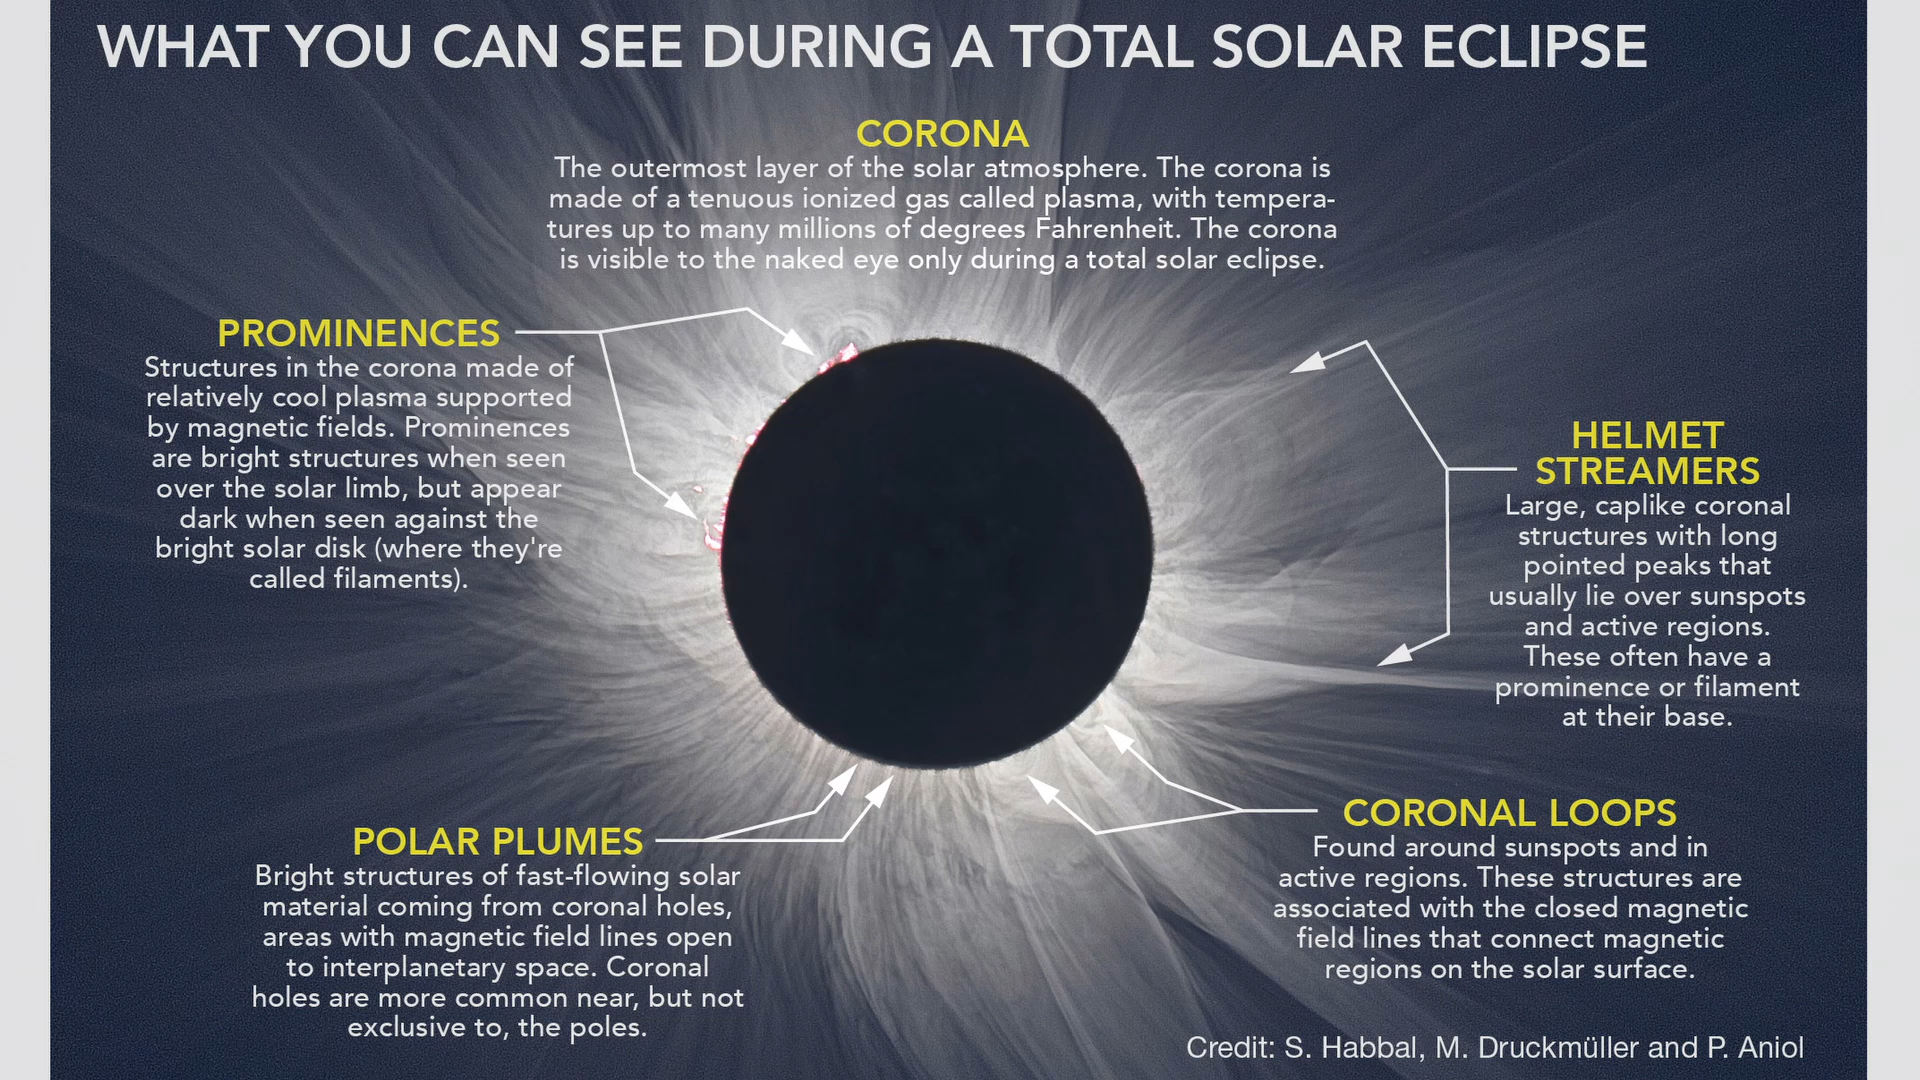 WHAT YOU CAN SEE DURING A TOTAL SOLAR ECLIPSE
CORONA
The outermost layer of the solar atmosphere. The corona is
made of a tenuous ionized gas called plasma, with tempera-
tures up to many millions of degrees Fahrenheit. The corona
is visible to the naked eye only during a total solar eclipse.
PROMINENCES
Structures in the corona made of
relatively cool plasma supported
by magnetic fields. Prominences
are bright structures when seen
over the solar limb, but appear
dark when seen against the
bright solar disk (where they're
called filaments).
HELMET
STREAMERS
Large, caplike coronal
structures with long
pointed peaks that
usually lie over sunspots
and active regions.
These often have a
prominence or filament
at their base.
POLAR PLUMES
Bright structures of fast-flowing solar
material coming from coronal holes,
areas with magnetic field lines open
to interplanetary space. Coronal
holes are more common near, but not
exclusive to, the poles.
CORONAL LOOPS
Found around sunspots and in
active regions. These structures are
associated with the closed magnetic
field lines that connect magnetic
regions on the solar surface.
Credit: S. Habbal, M. Druckmüller and P. Aniol